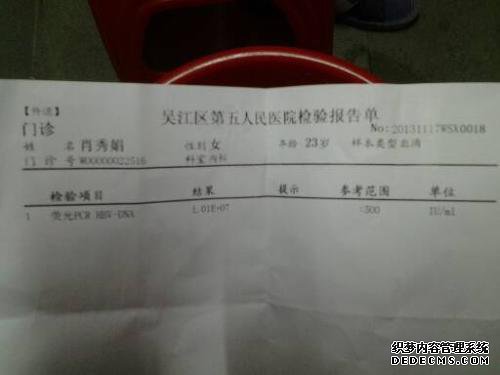 【外送】
吴江区第五人民医院检验报告单
门诊
No:20131117WSX0018
姓 名 肖秀娟 性别 女 年龄 23岁 样本类型 血清
门 诊 号 W00000022516 科室 内科
检验项目 结果 提示 参考范围 单位
1 荧光PCR HBV-DNA 1.01E+07 <500 IU/ml
织梦内容管理系统
DEDECMS.COM